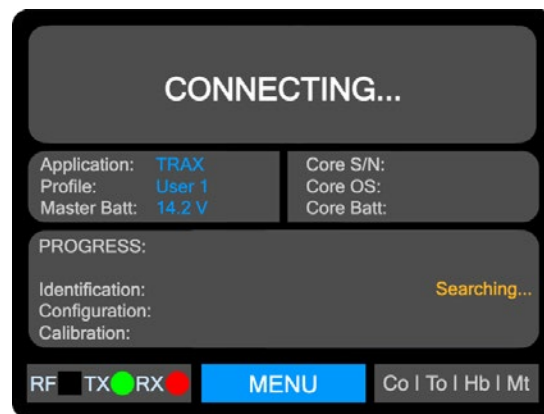 CONNECTING...
Application: TRAX
Profile: User 1
Master Batt: 14.2 V
Core S/N:
Core OS:
Core Batt:
PROGRESS:
Identification: Searching...
Configuration:
Calibration:
RF TX RX
MENU
Co I To I Hb I Mt